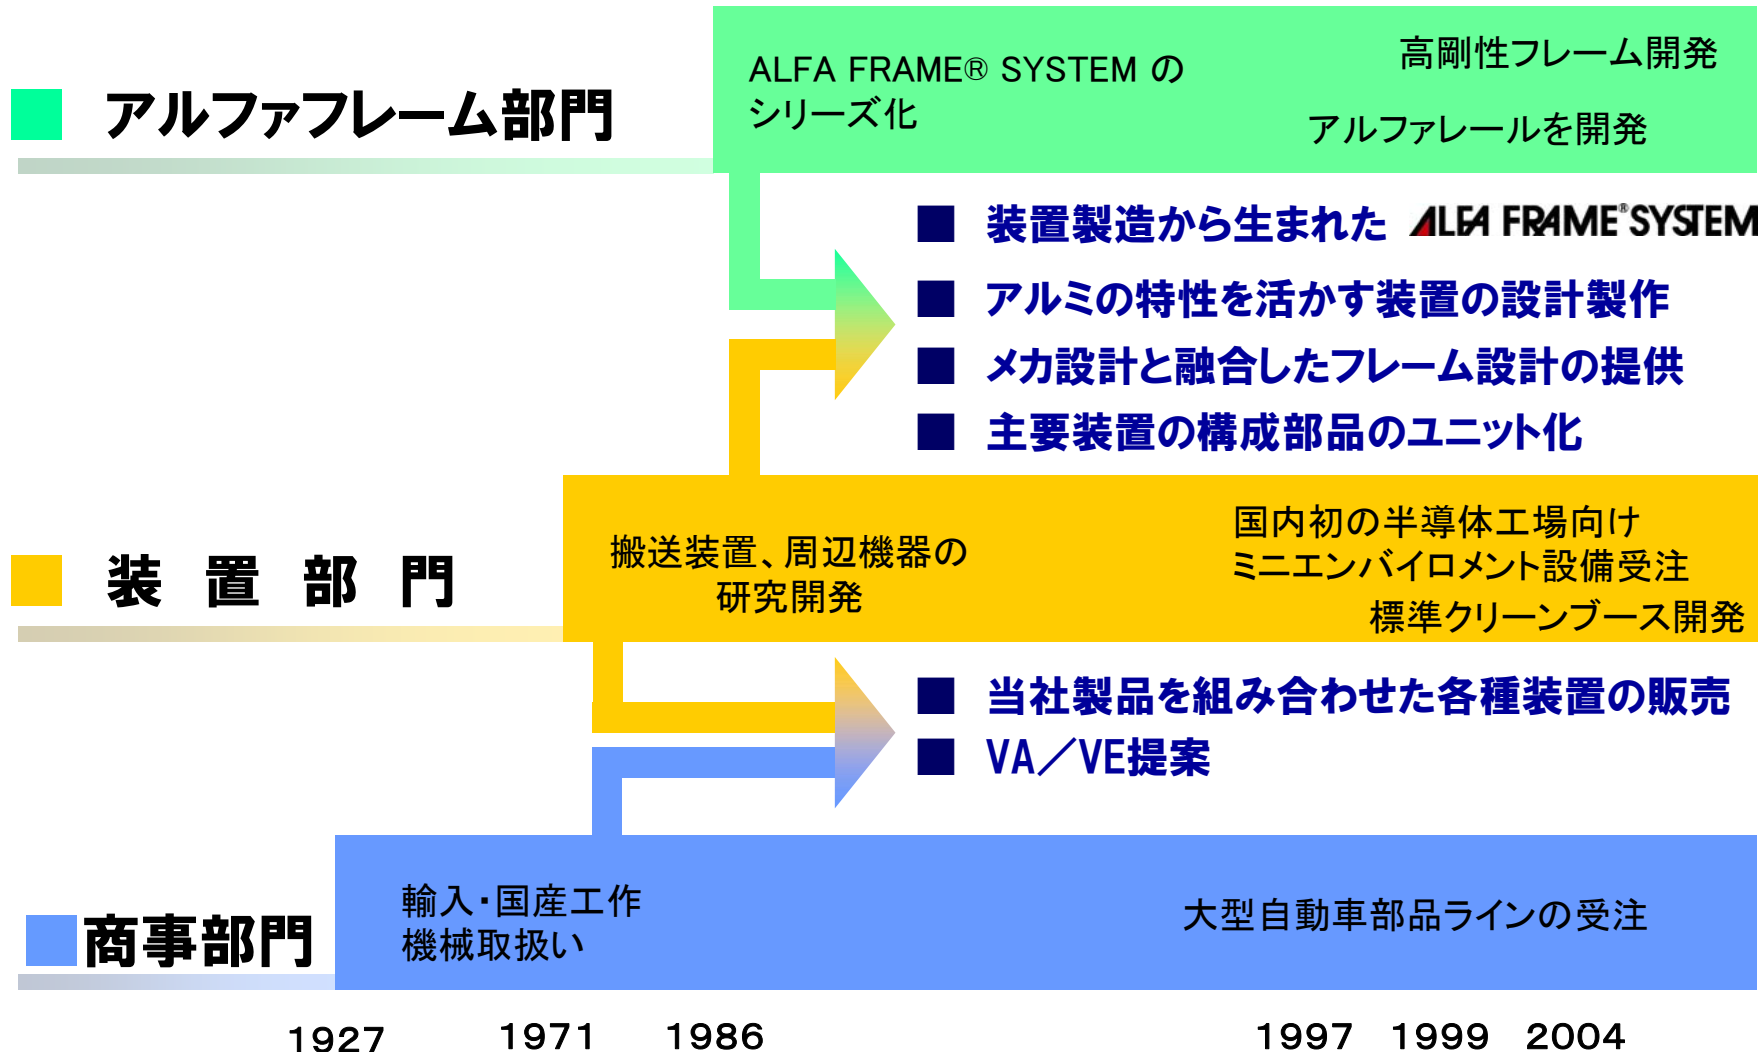 アルファフレーム部門
ALFA FRAME® SYSTEM の
シリーズ化
高剛性フレーム開発
アルファレールを開発
■ 装置製造から生まれた ALFA FRAME®SYSTEM
■ アルミの特性を活かす装置の設計製作
■ メカ設計と融合したフレーム設計の提供
■ 主要装置の構成部品のユニット化
装置部門
搬送装置、周辺機器の
研究開発
国内初の半導体工場向け
ミニエンバイロメント設備受注
標準クリーンブース開発
■ 当社製品を組み合わせた各種装置の販売
■ VA／VE提案
商事部門
輸入・国産工作
機械取扱い
大型自動車部品ラインの受注
1927 1971 1986 1997 1999 2004